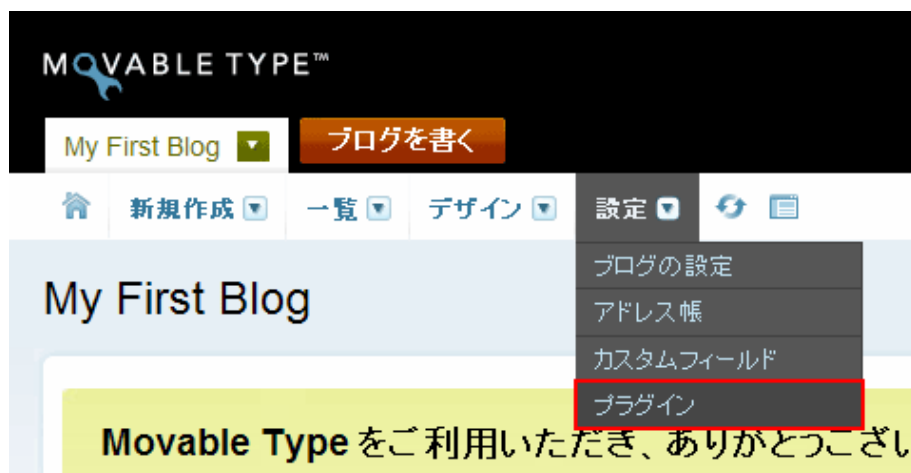 MOVABLE TYPE™
My First Blog ブログを書く
新規作成 一覧 デザイン 設定
ブログの設定
My First Blog
アドレス帳
カスタムフィールド
プラグイン
Movable Type をご利用いただき、ありがとうござい